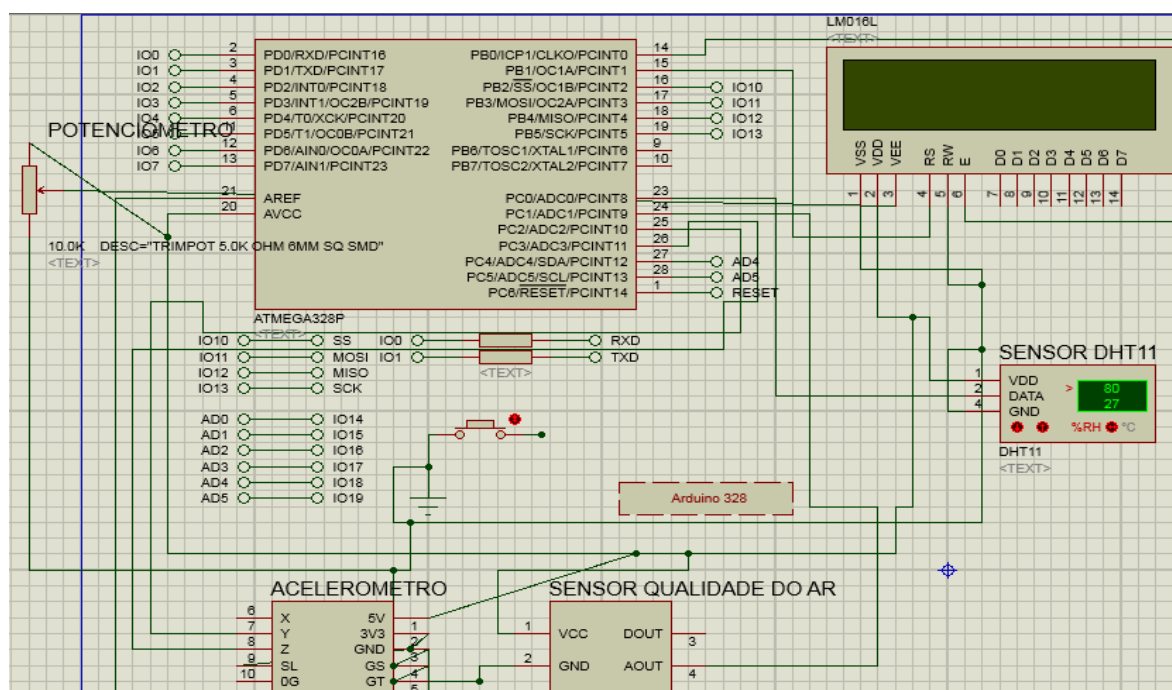 LM016L
<TEXT>
IO0 2 PD0/RXD/PCINT16 PB0/ICP1/CLKO/PCINT0 14
IO1 3 PD1/TXD/PCINT17 PB1/OC1A/PCINT1 15
IO2 4 PD2/INT0/PCINT18 PB2/SS/OC1B/PCINT2 16 IO10
IO3 5 PD3/INT1/OC2B/PCINT19 PB3/MOSI/OC2A/PCINT3 17 IO11
IO4 6 PD4/T0/XCK/PCINT20 PB4/MISO/PCINT4 18 IO12
POTENCIOMETRO
11 PD5/T1/OC0B/PCINT21 PB5/SCK/PCINT5 19 IO13
IO6 12 PD6/AIN0/OC0A/PCINT22 PB6/TOSC1/XTAL1/PCINT6 9
IO7 13 PD7/AIN1/PCINT23 PB7/TOSC2/XTAL2/PCINT7 10
VSS VDD VEE RS RW E D0 D1 D2 D3 D4 D5 D6 D7
1 2 3 4 5 6 7 8 9 10 11 12 13 14
21 AREF PC0/ADC0/PCINT8 23
20 AVCC PC1/ADC1/PCINT9 24
PC2/ADC2/PCINT10 25
PC3/ADC3/PCINT11 26
10.0K DESC="TRIMPOT 5.0K OHM 6MM SQ SMD"
<TEXT>
PC4/ADC4/SDA/PCINT12 27 AD4
PC5/ADC5/SCL/PCINT13 28 AD5
PC6/RESET/PCINT14 1 RESET
ATMEGA328P
<TEXT>
IO10 SS IO0 RXD
IO11 MOSI IO1 TXD
IO12 MISO <TEXT>
IO13 SCK
SENSOR DHT11
1 VDD > 80
2 DATA 27
4 GND
%RH °C
DHT11
<TEXT>
AD0 IO14
AD1 IO15
AD2 IO16
AD3 IO17
AD4 IO18
AD5 IO19
Arduino 328
ACELEROMETRO SENSOR QUALIDADE DO AR
6 X 5V 1
7 Y 3V3 2
8 Z GND 3
9 SL GS 4
10 0G GT 5
1 VCC DOUT 3
2 GND AOUT 4